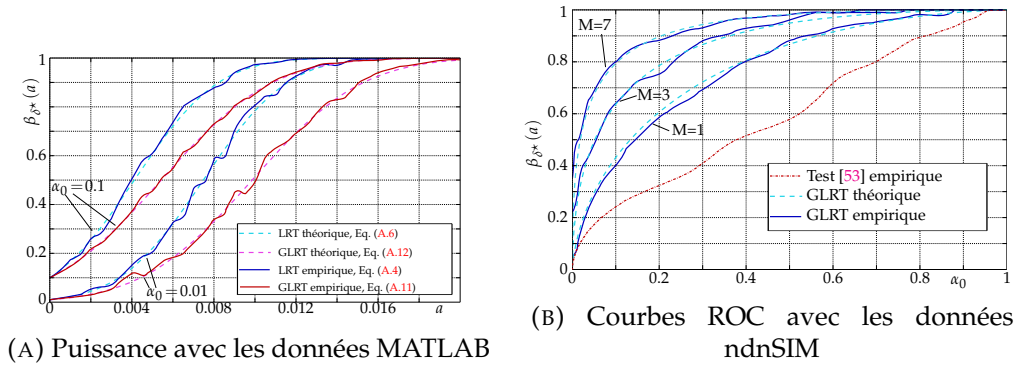 1
0.8
0.6
0.4
0.2
0
β_δ⋆(a)
α₀=0.1
α₀=0.01
LRT théorique, Eq. (A.6)
GLRT théorique, Eq. (A.12)
LRT empirique, Eq. (A.4)
GLRT empirique, Eq. (A.11)
0 0.004 0.008 0.012 0.016 a
(A) Puissance avec les données MATLAB
1
0.8
0.6
0.4
0.2
0
β_δ⋆(a)
M=7
M=3
M=1
Test [53] empirique
GLRT théorique
GLRT empirique
0 0.2 0.4 0.6 0.8 α₀ 1
(B) Courbes ROC avec les données
ndnSIM